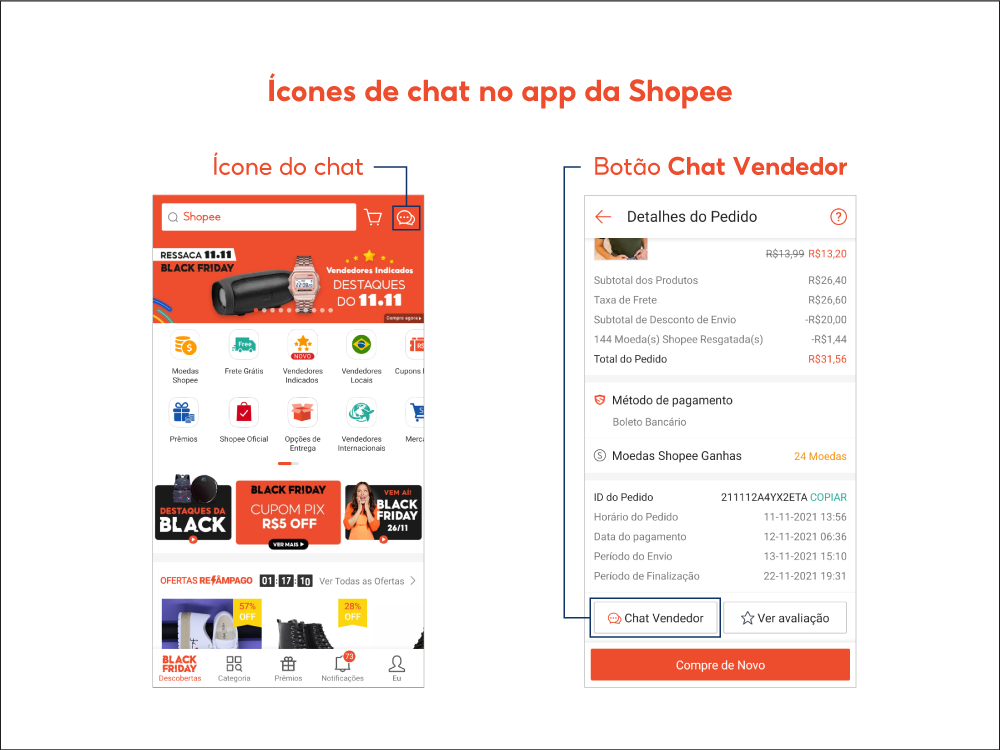 Ícones de chat no app da Shopee
Ícone do chat
Shopee
RESSACA 11.11
BLACK FRIDAY
Vendedores Indicados
DESTAQUES
DO 11.11
Compre agora
Moedas
Shopee
Free
Frete Grátis
NOVO
Vendedores
Indicados
Vendedores
Locais
Cupons
Prêmios
Shopee Oficial
Opções de
Entrega
Vendedores
Internacionais
Merca
DESTAQUES DA
BLACK
BLACK FRIDAY
CUPOM PIX
R$5 OFF
VER MAIS
VEM AÍ!
BLACK
FRIDAY
26/11
OFERTAS RELÂMPAGO 01:17:10 Ver Todas as Ofertas >
57%
OFF
28%
OFF
BLACK
FRIDAY
Descobertas
Categoria
Prêmios
73
Notificações
Eu
Botão Chat Vendedor
Detalhes do Pedido ?
R$13,99 R$13,20
Subtotal dos Produtos R$26,40
Taxa de Frete R$26,60
Subtotal de Desconto de Envio -R$20,00
144 Moeda(s) Shopee Resgatada(s) -R$1,44
Total do Pedido R$31,56
Método de pagamento
Boleto Bancário
S Moedas Shopee Ganhas 24 Moedas
ID do Pedido 211112A4YX2ETA COPIAR
Horário do Pedido 11-11-2021 13:56
Data do pagamento 12-11-2021 06:36
Período do Envio 13-11-2021 15:10
Período de Finalização 22-11-2021 19:31
Chat Vendedor
Ver avaliação
Compre de Novo